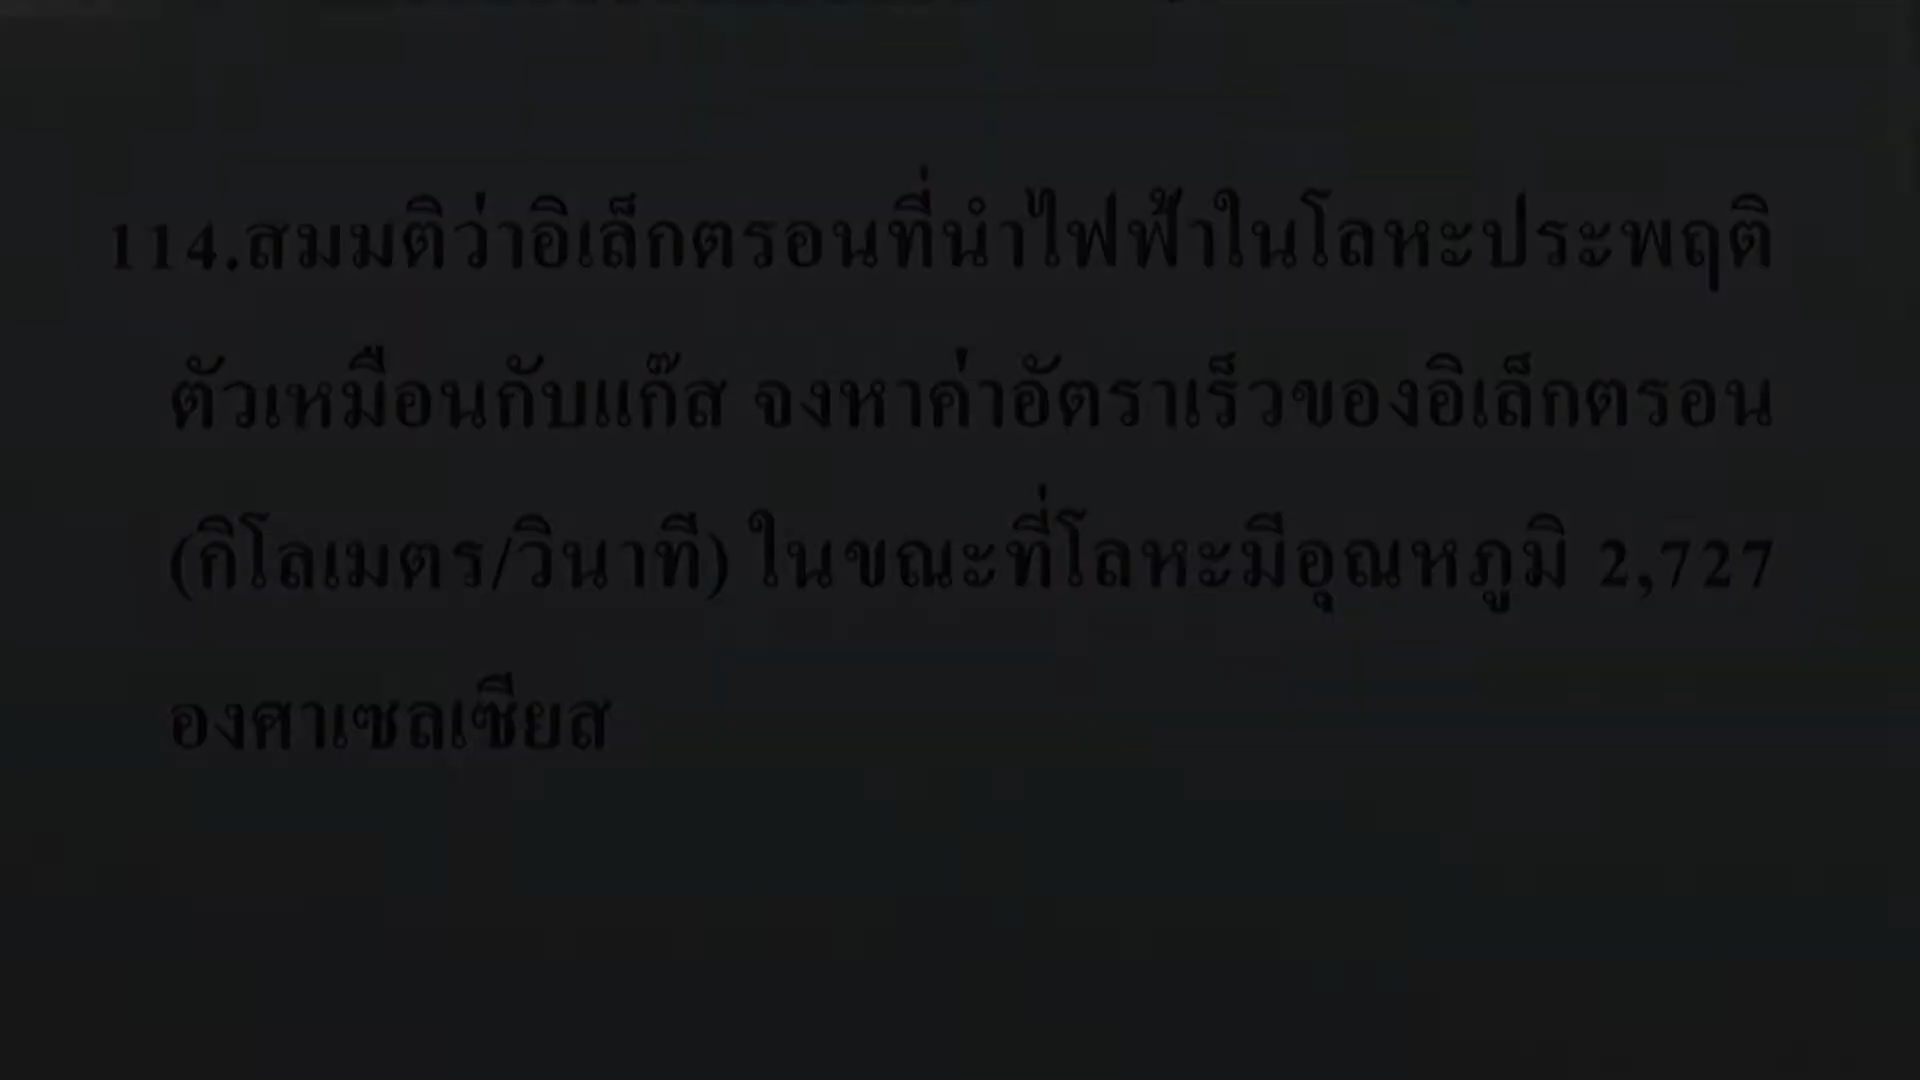 114.สมมติว่าอิเล็กตรอนที่นำไฟฟ้าในโลหะประพฤติ
ตัวเหมือนกับแก๊ส จงหาค่าอัตราเร็วของอิเล็กตรอน
(กิโลเมตร/วินาที) ในขณะที่โลหะมีอุณหภูมิ 2,727
องศาเซลเซียส